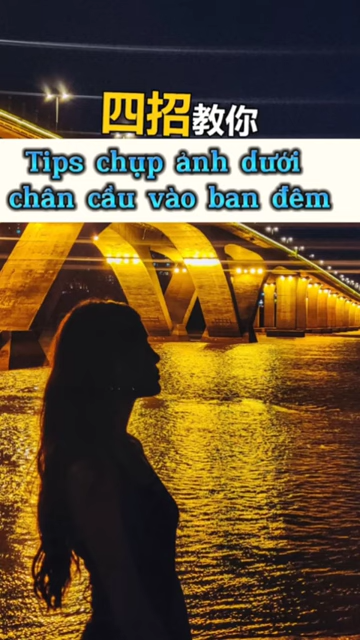 四招教你
Tips chụp ảnh dưới
chân cầu vào ban đêm